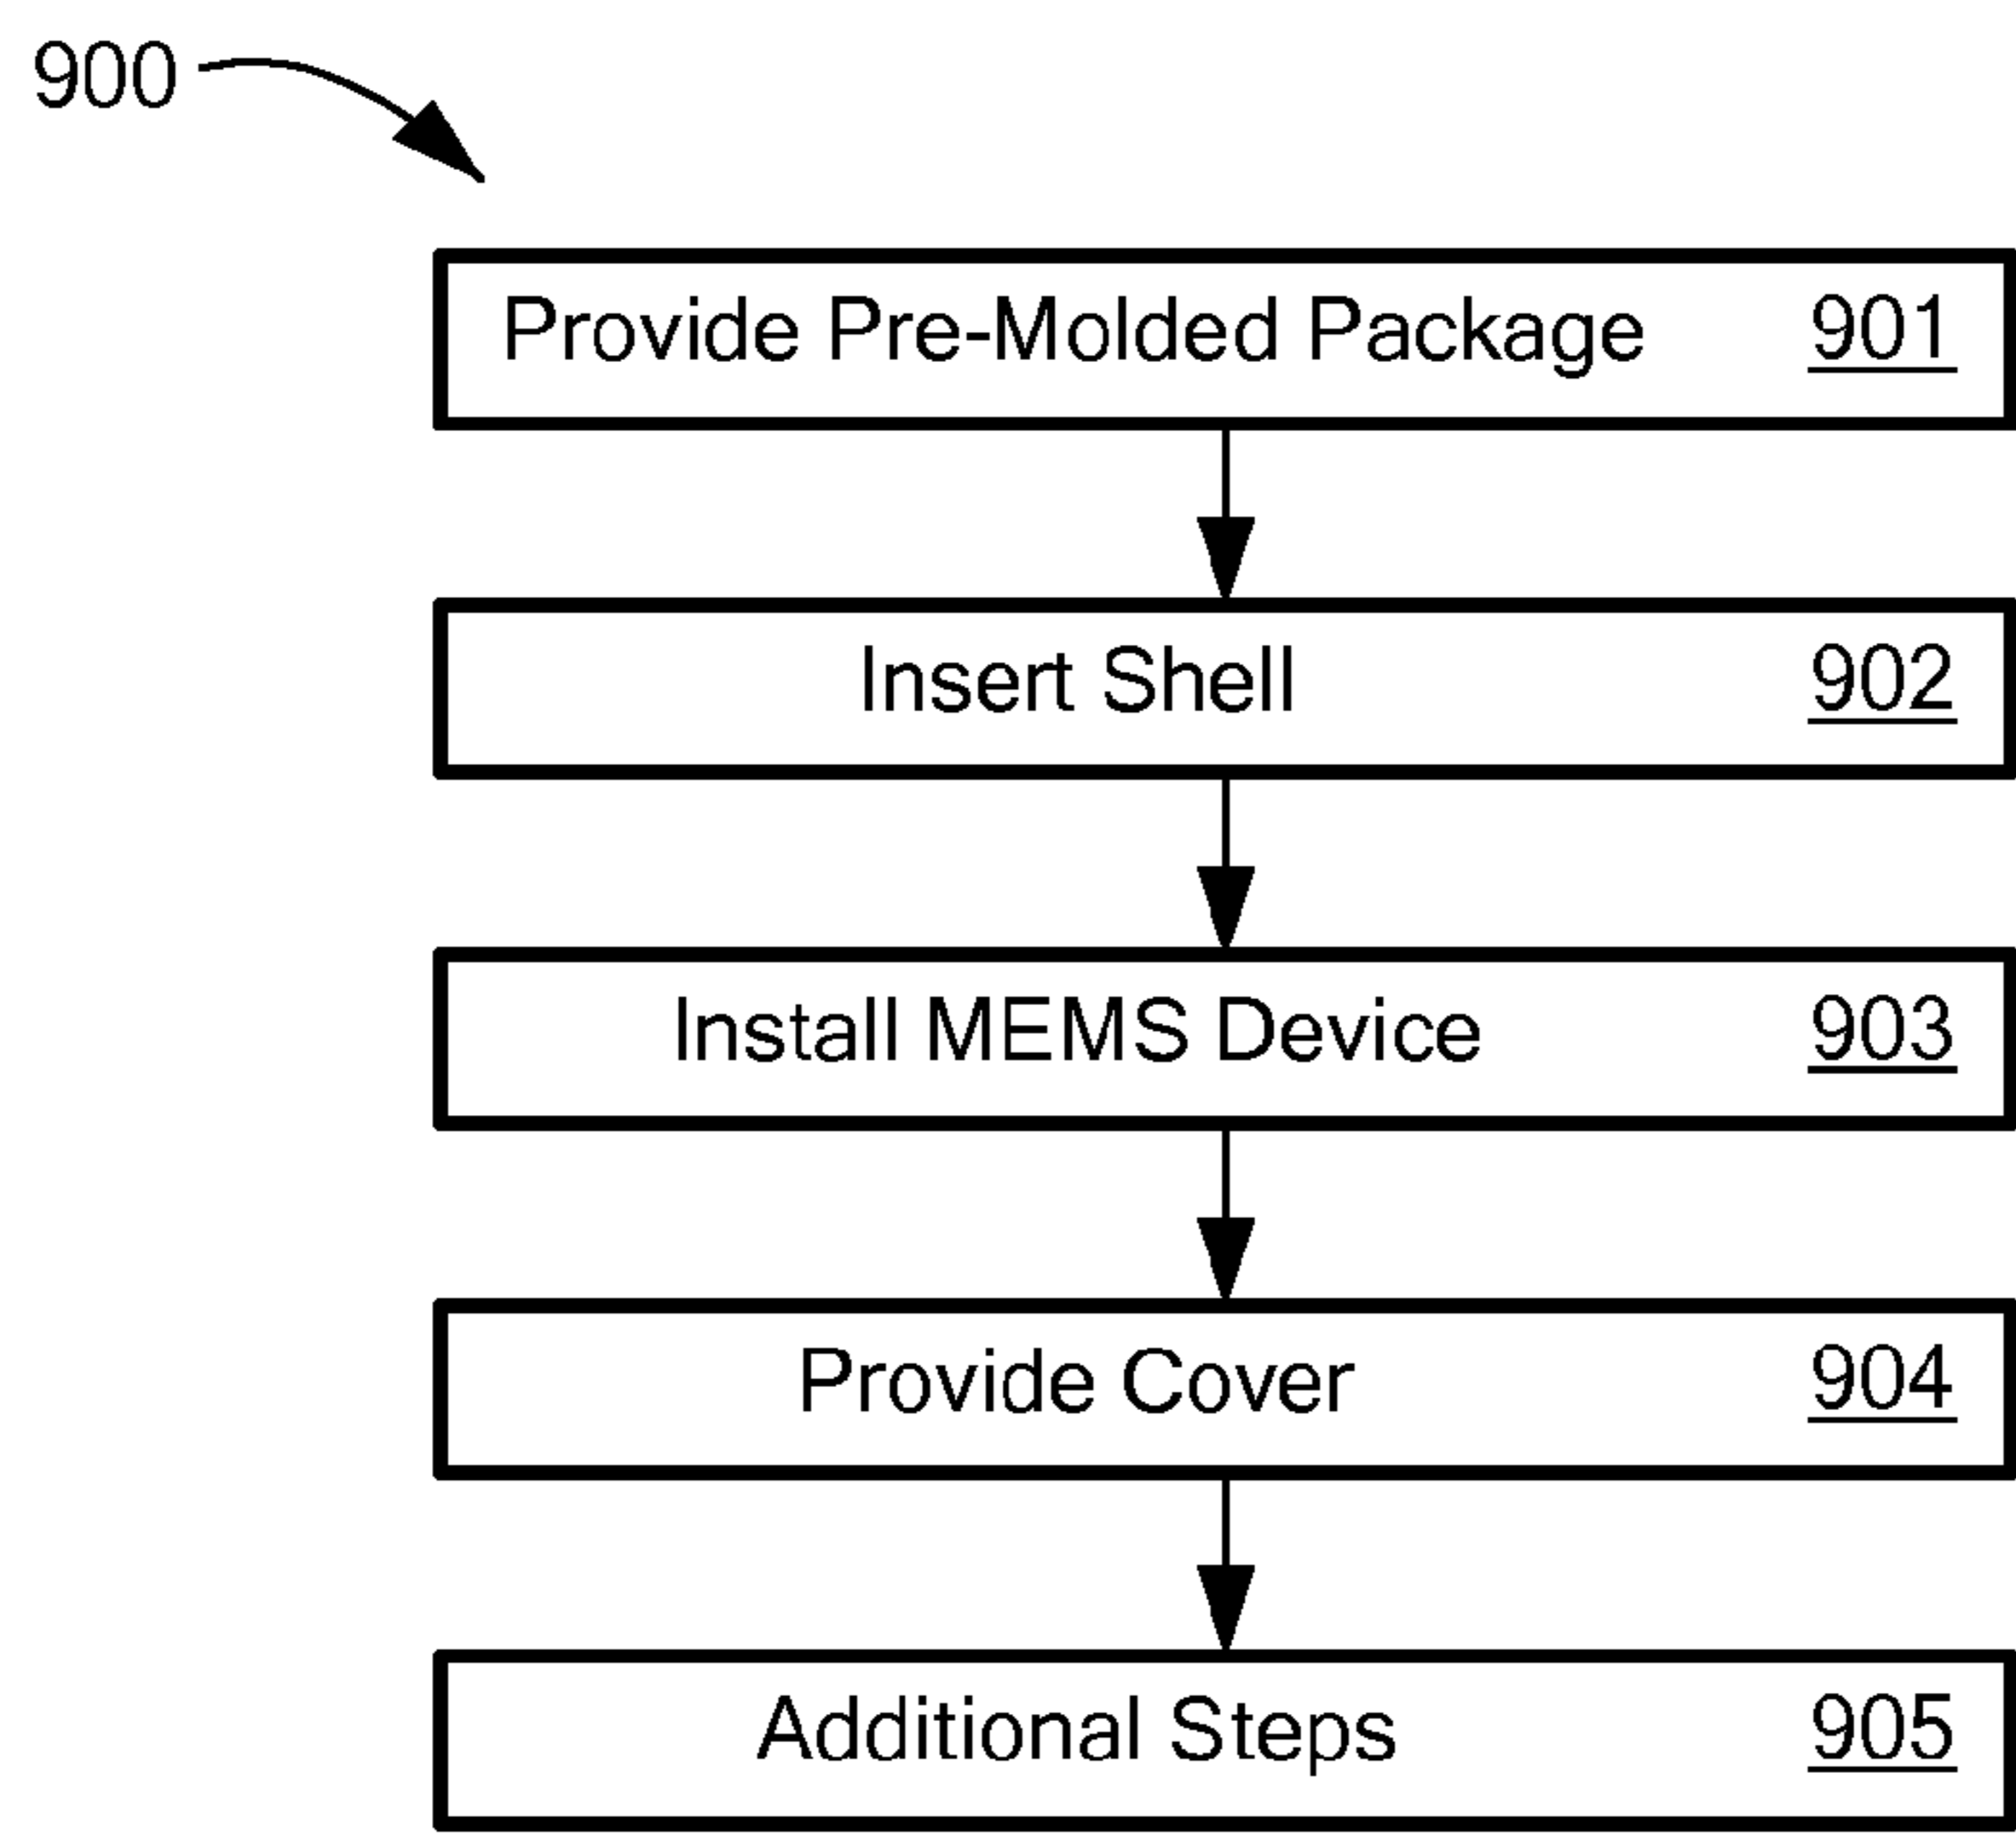 900
Provide Pre-Molded Package 901
Insert Shell 902
Install MEMS Device 903
Provide Cover 904
Additional Steps 905